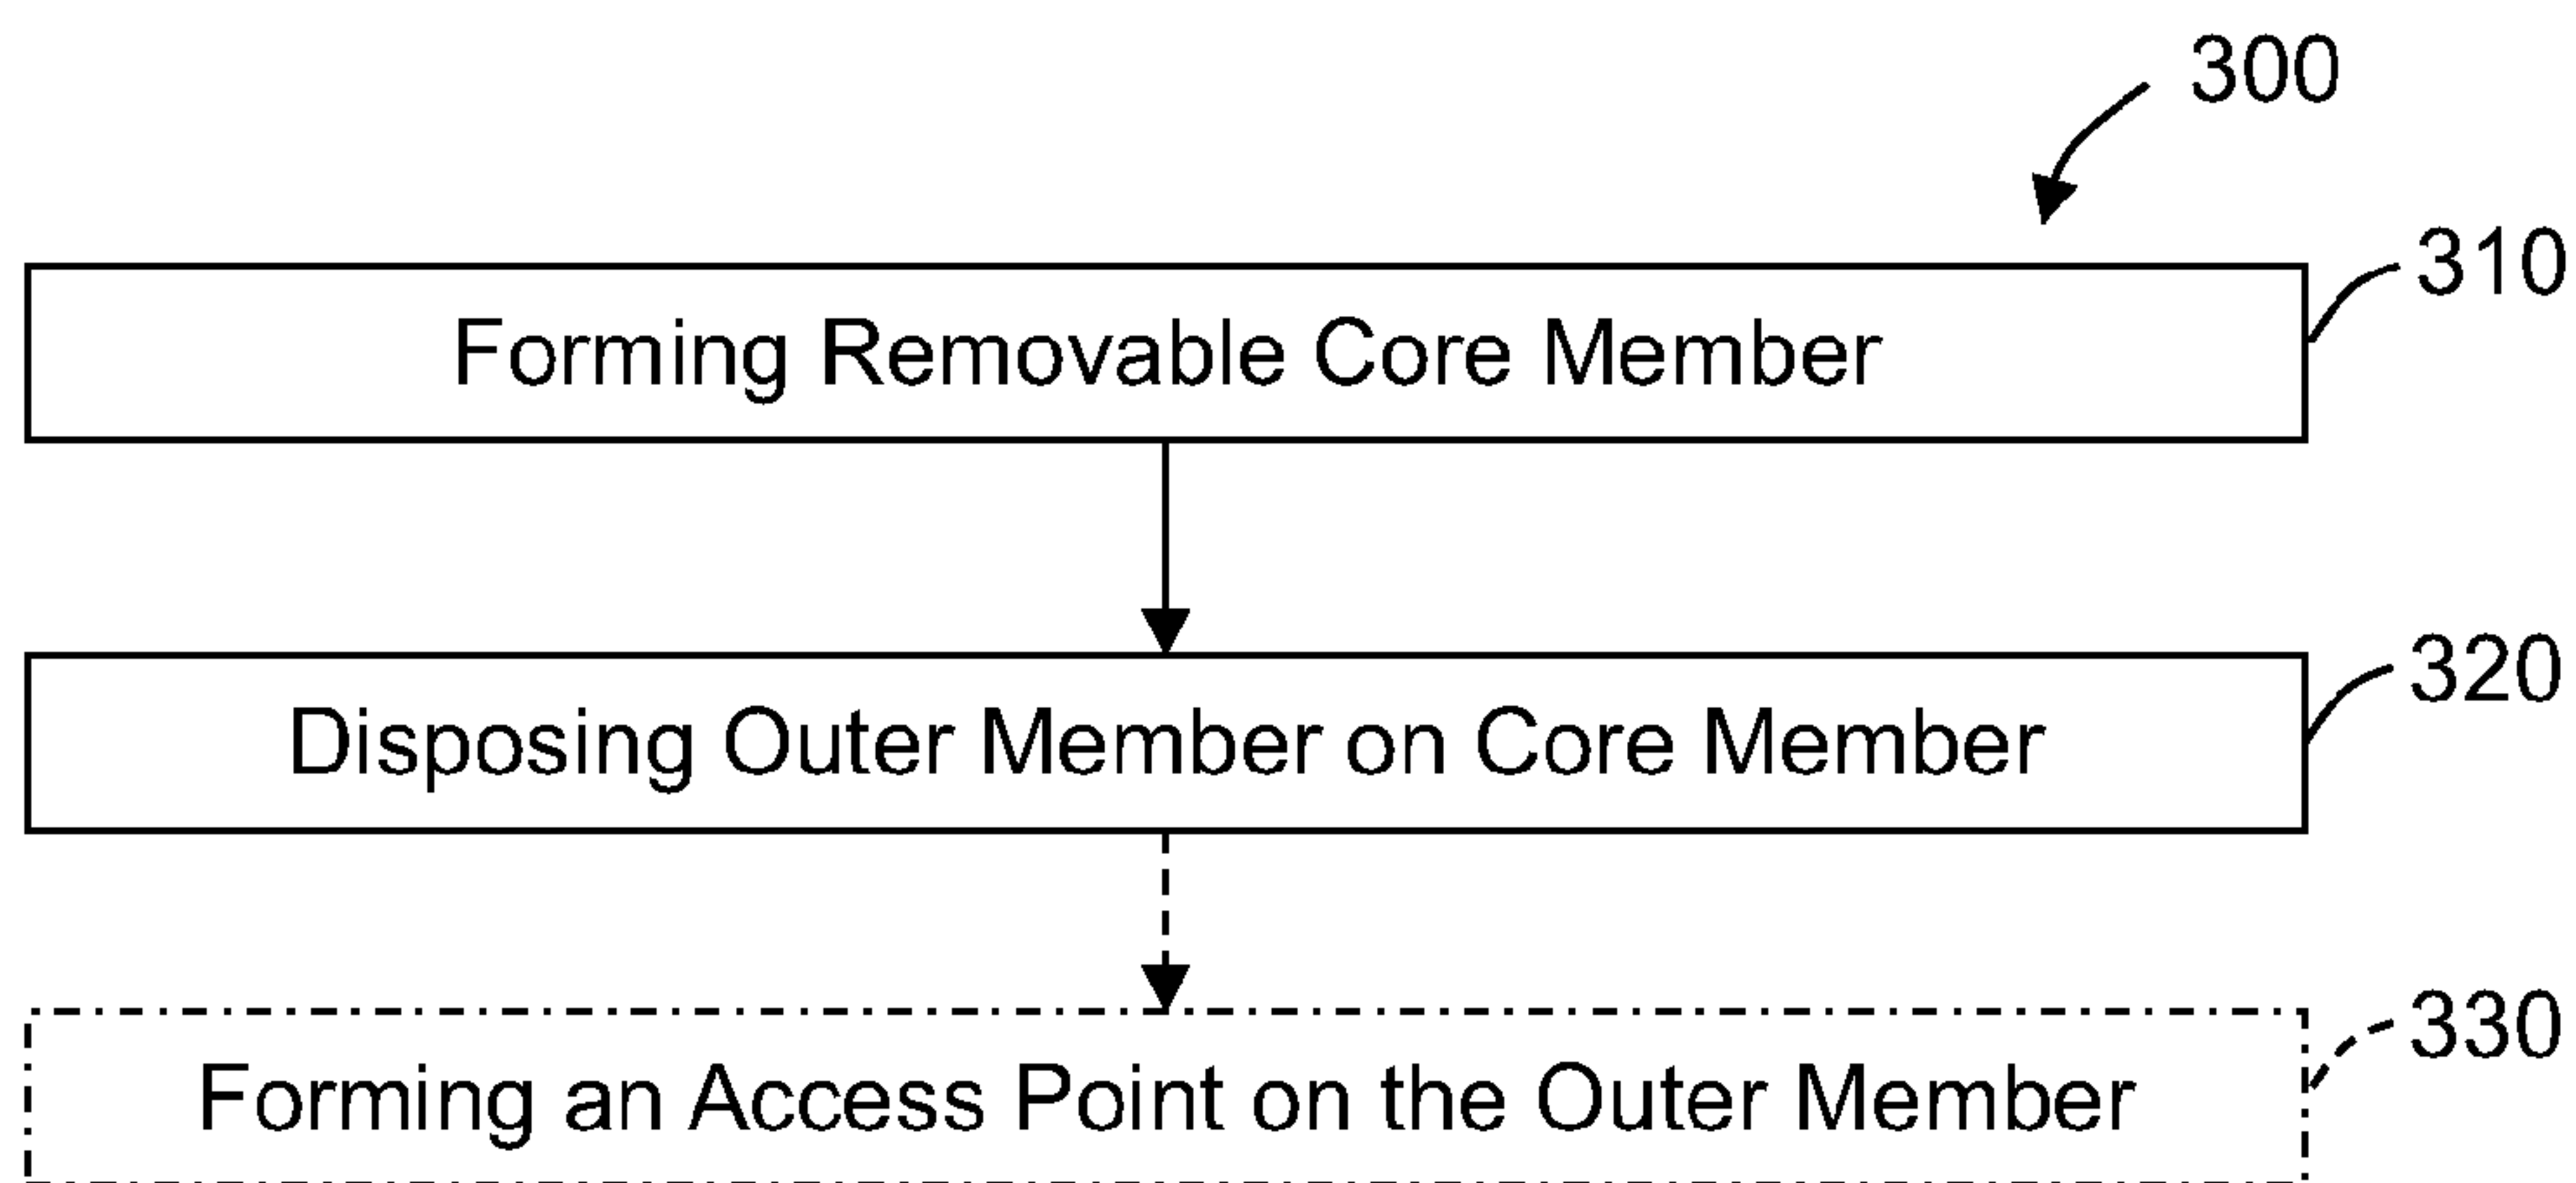 300
310
Forming Removable Core Member
320
Disposing Outer Member on Core Member
330
Forming an Access Point on the Outer Member